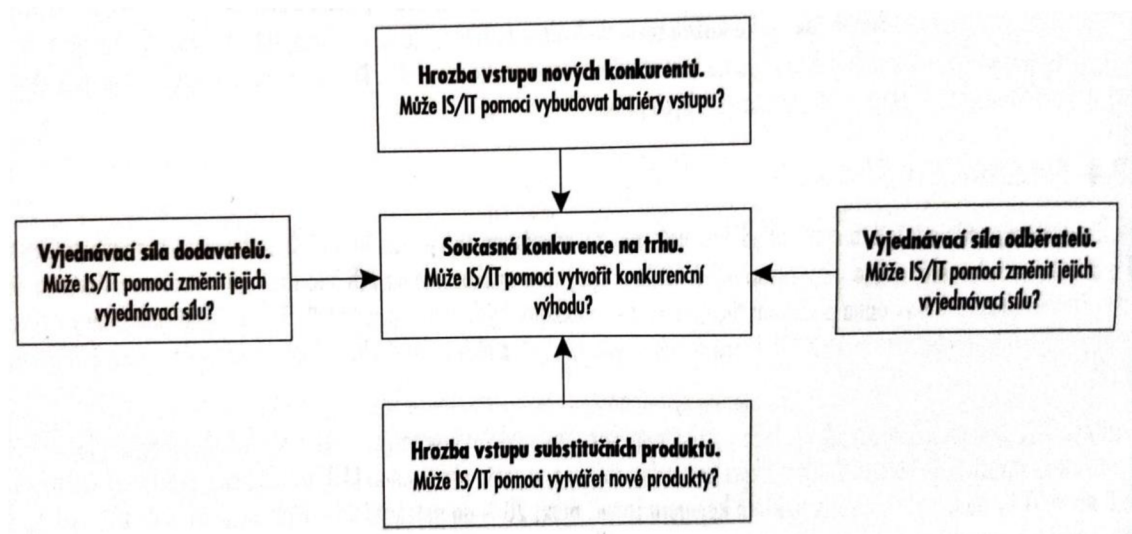 Hrozba vstupu nových konkurentů.
Může IS/IT pomoci vybudovat bariéry vstupu?
Vyjednávací síla dodavatelů.
Může IS/IT pomoci změnit jejich
vyjednávací sílu?
Současná konkurence na trhu.
Může IS/IT pomoci vytvořit konkurenční
výhodu?
Vyjednávací síla odběratelů.
Může IS/IT pomoci změnit jejich
vyjednávací sílu?
Hrozba vstupu substitučních produktů.
Může IS/IT pomoci vytvářet nové produkty?